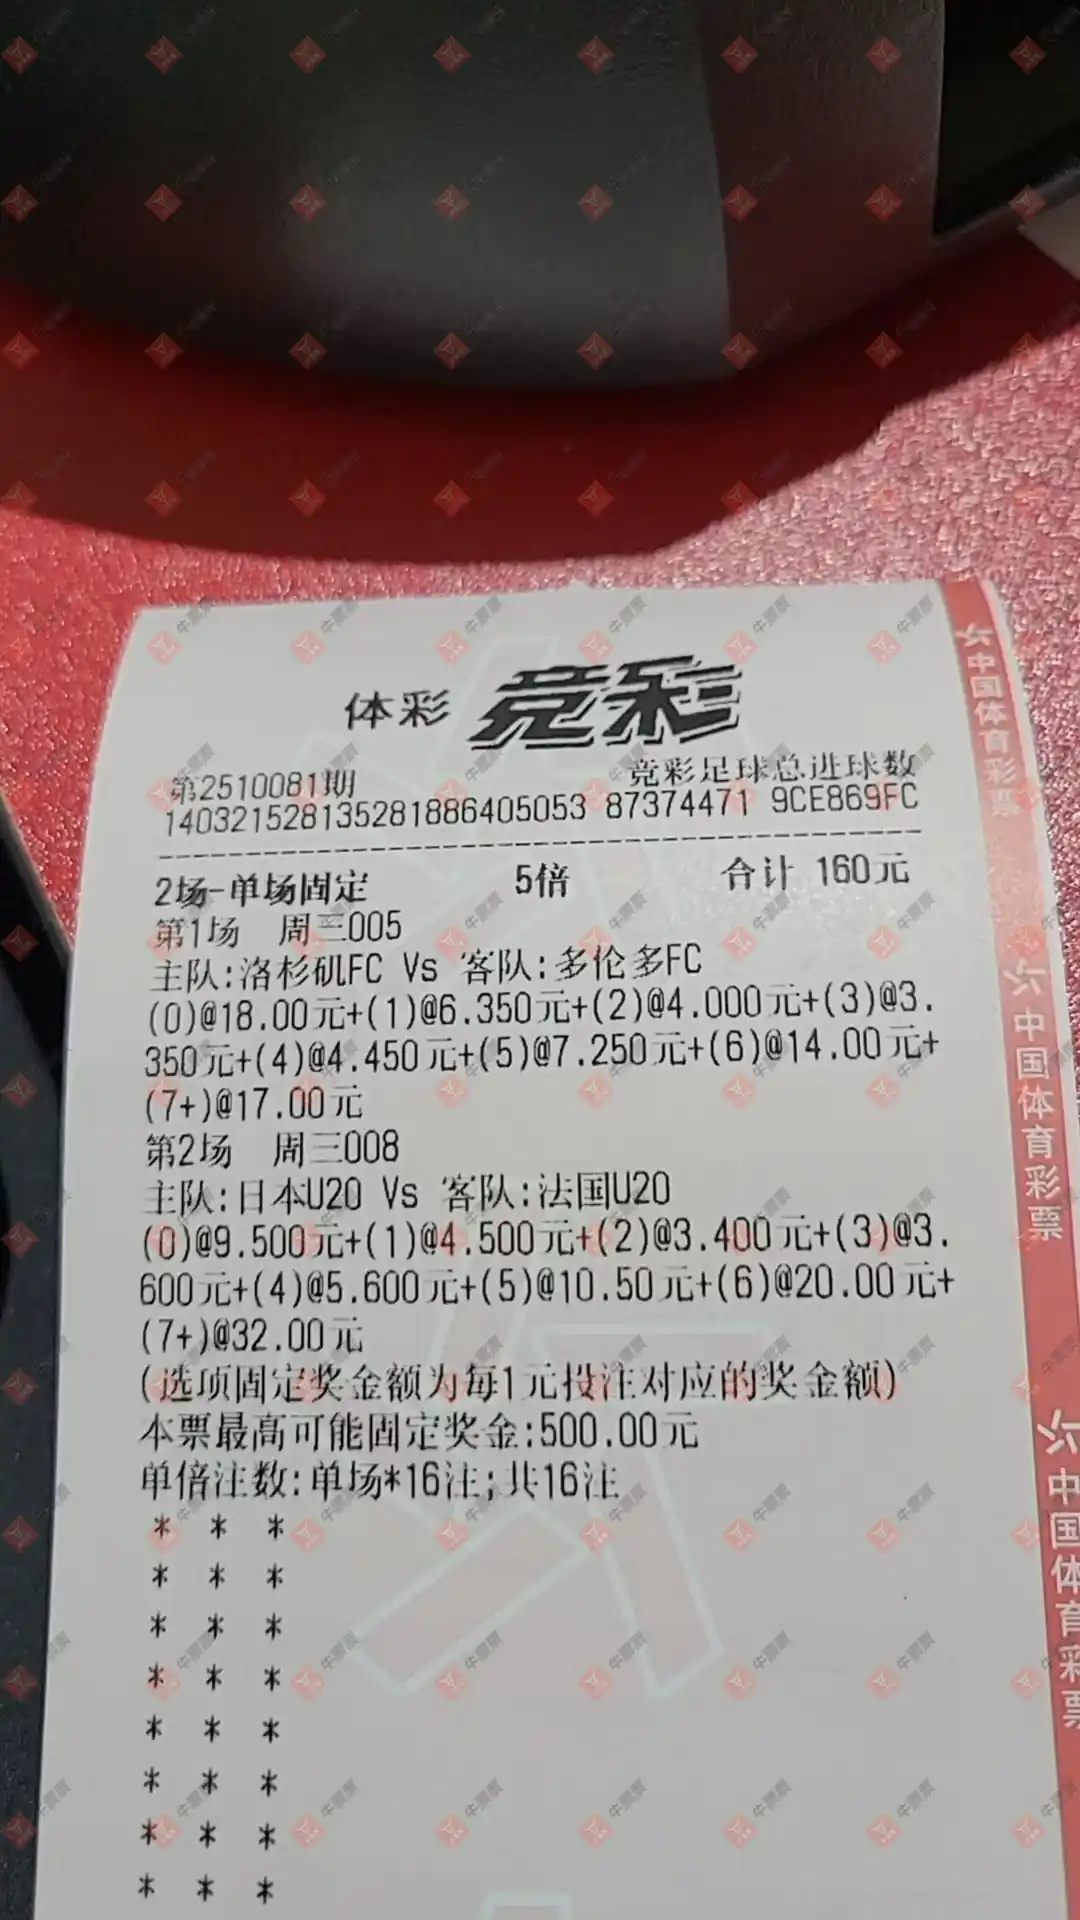 体彩 竞彩
第2510081期 竞彩足球总进球数
140321528135281886405053 87374471 9CE869FC
2场-单场固定 5倍 合计 160元
第1场 周三005
主队:洛杉矶FC Vs 客队:多伦多FC
(0)@18.00元+(1)@6.350元+(2)@4.000元+(3)@3.
350元+(4)@4.450元+(5)@7.250元+(6)@14.00元+
(7+)@17.00元
第2场 周三008
主队:日本U20 Vs 客队:法国U20
(0)@9.500元+(1)@4.500元+(2)@3.400元+(3)@3.
600元+(4)@5.600元+(5)@10.50元+(6)@20.00元+
(7+)@32.00元
(选项固定奖金额为每1元投注对应的奖金额)
本票最高可能固定奖金:500.00元
单倍注数:单场*16注;共16注
* * *
* * *
* * *
* * *
* * *
* * *
* * *
* * *
中国体育彩票
中国体育彩票
中国体育彩票
牛票票